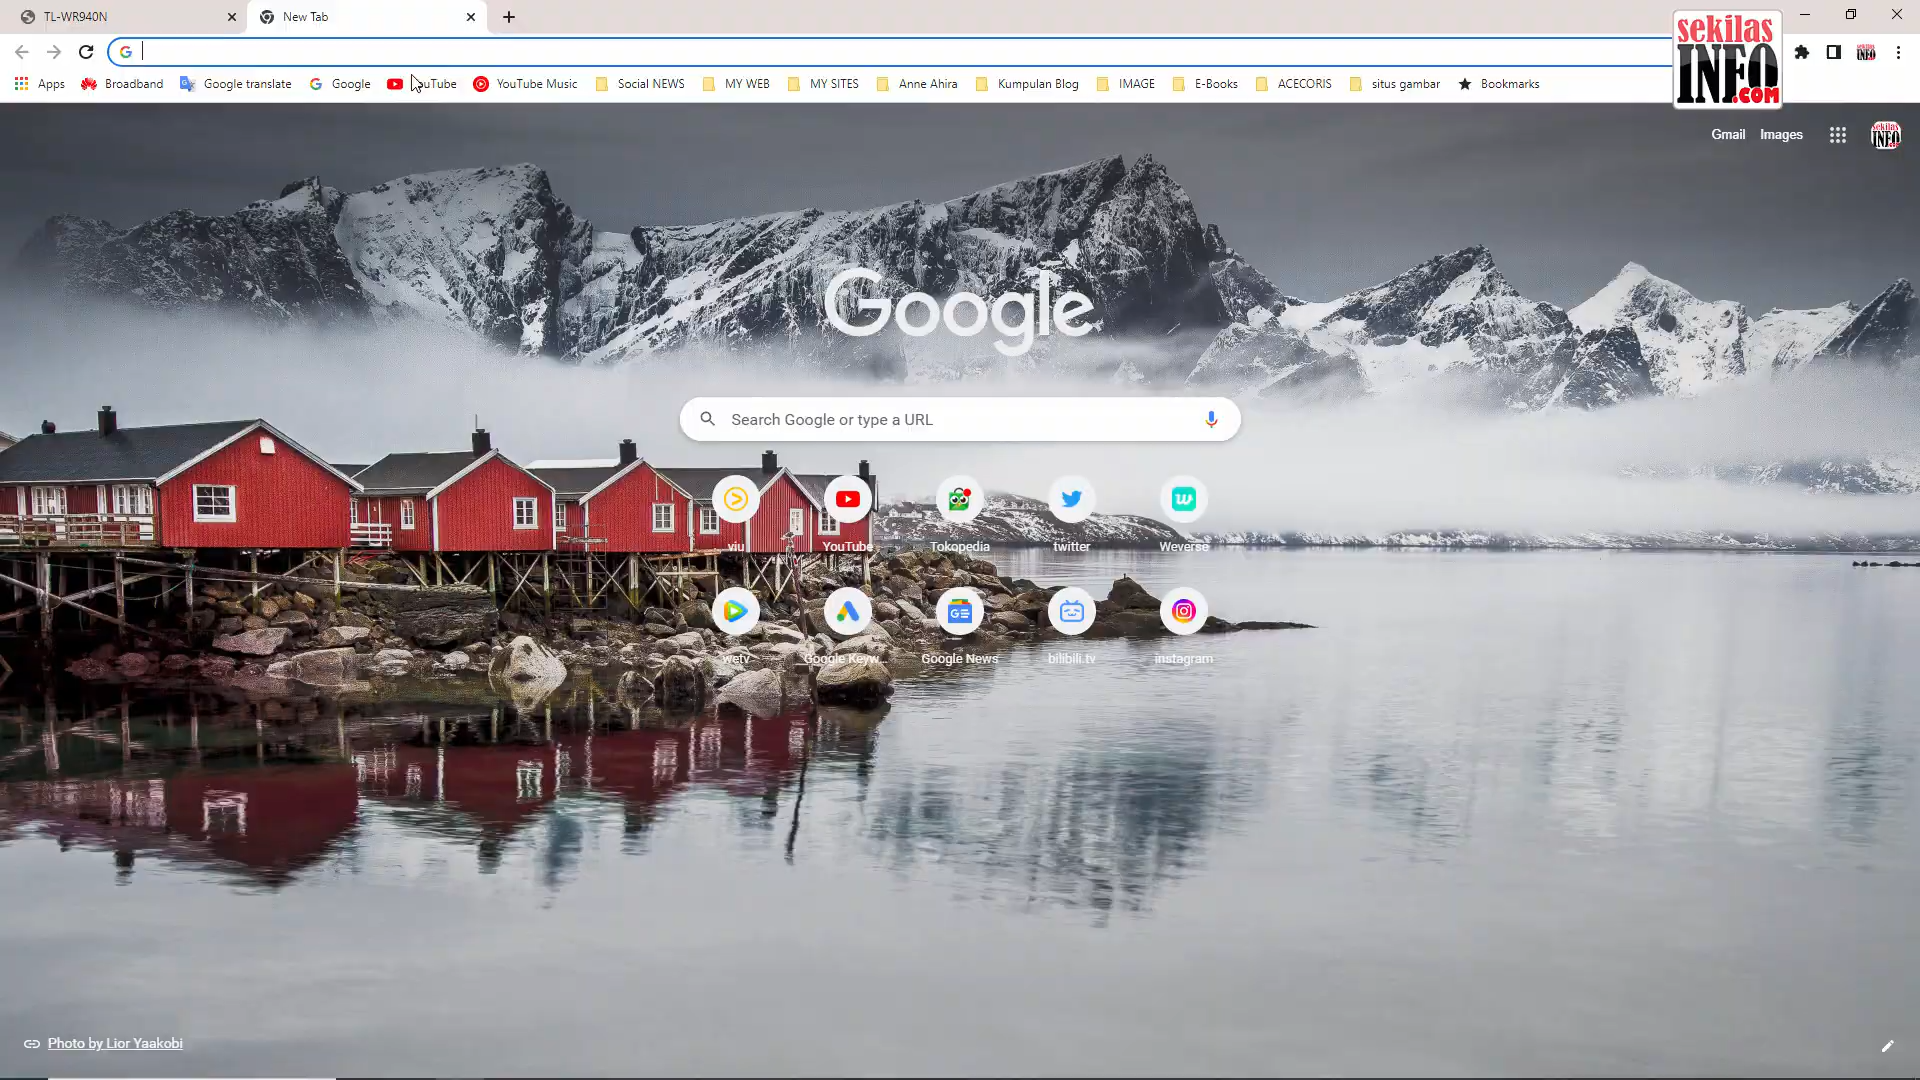 TL-WR940N
New Tab
Apps
Broadband
Google translate
Google
YouTube
YouTube Music
Social NEWS
MY WEB
MY SITES
Anne Ahira
Kumpulan Blog
IMAGE
E-Books
ACECORIS
situs gambar
Bookmarks
sekilas
INFO
.COM
Gmail
Images
Google
Search Google or type a URL
viu
YouTube
Tokopedia
twitter
Weverse
wetv
Google Keyw...
Google News
bilibili.tv
instagram
Photo by Lior Yaakobi